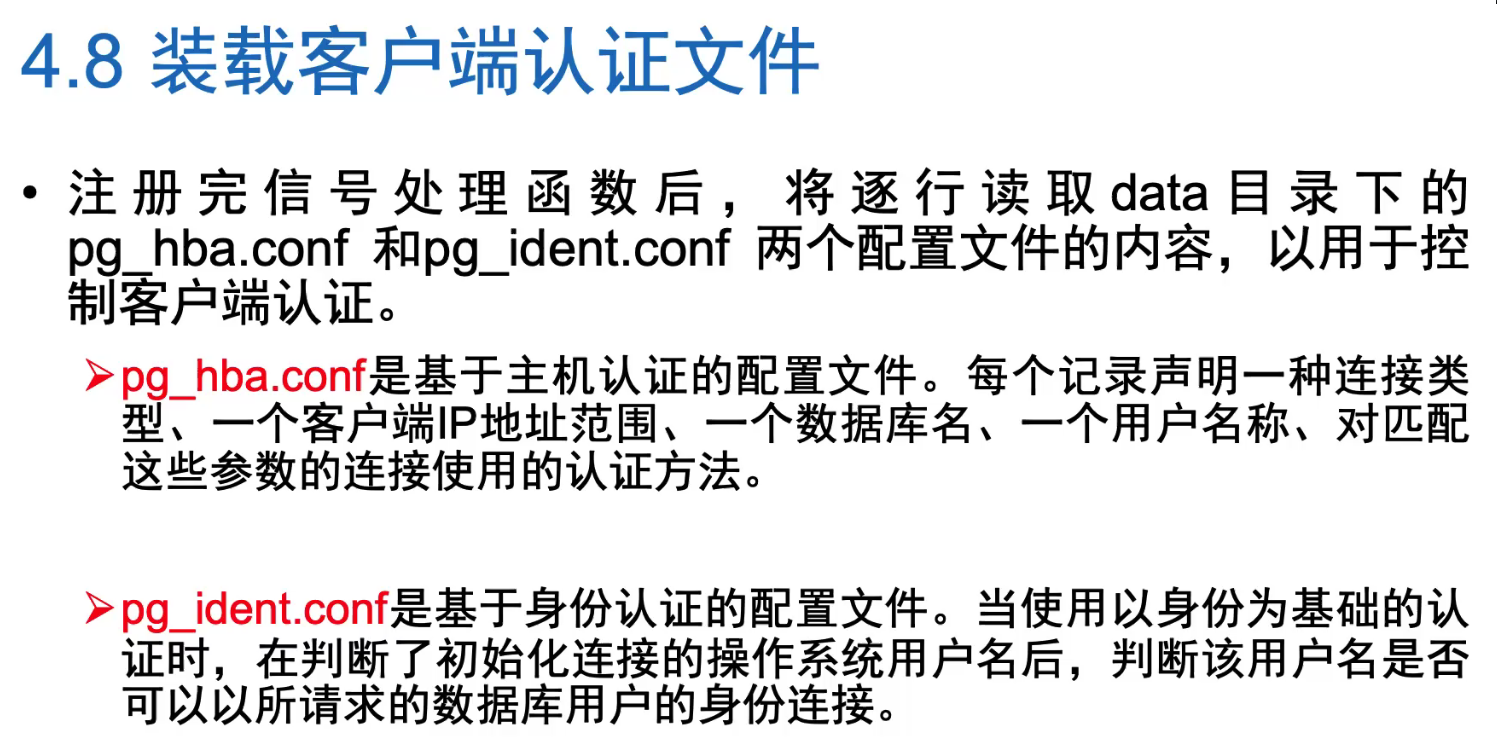 4.8 装载客户端认证文件
• 注册完信号处理函数后，将逐行读取data目录下的
pg_hba.conf 和pg_ident.conf 两个配置文件的内容，以用于控
制客户端认证。
➢pg_hba.conf是基于主机认证的配置文件。每个记录声明一种连接类
型、一个客户端IP地址范围、一个数据库名、一个用户名称、对匹配
这些参数的连接使用的认证方法。
➢pg_ident.conf是基于身份认证的配置文件。当使用以身份为基础的认
证时，在判断了初始化连接的操作系统用户名后，判断该用户名是否
可以以所请求的数据库用户的身份连接。